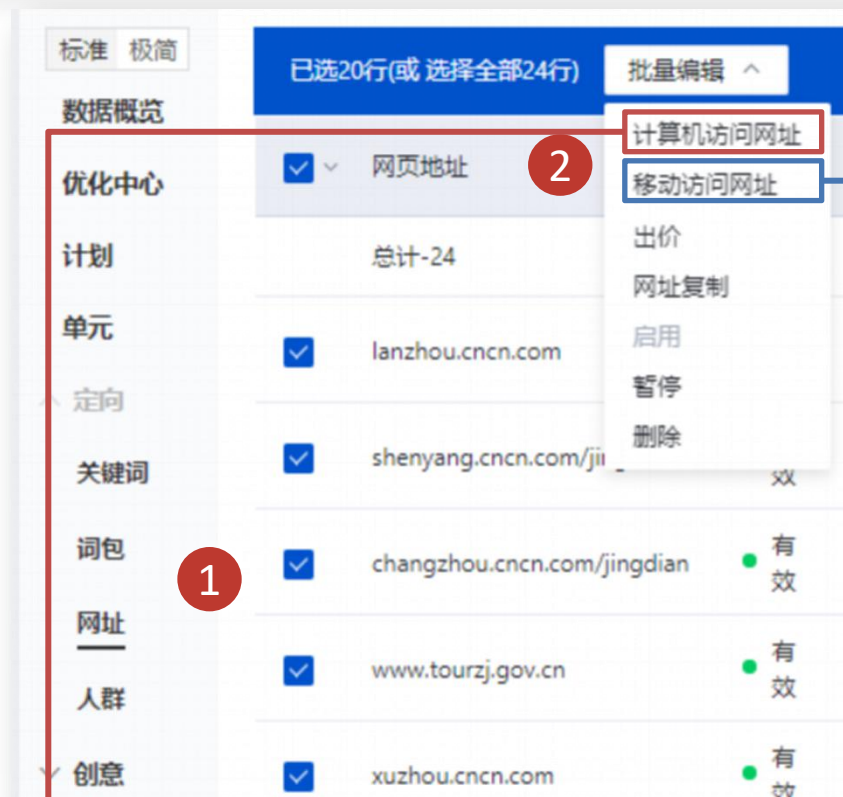 标准 极简
已选20行(或 选择全部24行) 批量编辑
数据概览
计算机访问网址
2
网页地址
优化中心
移动访问网址
出价
计划
总计-24
网址复制
单元
启用
lanzhou.cncn.com
暂停
定向
删除
关键词
shenyang.cncn.com/
效
词包
有
changzhou.cncn.com/jingdian
效
1
网址
有
www.tourzj.gov.cn
效
人群
有
创意
xuzhou.cncn.com
效